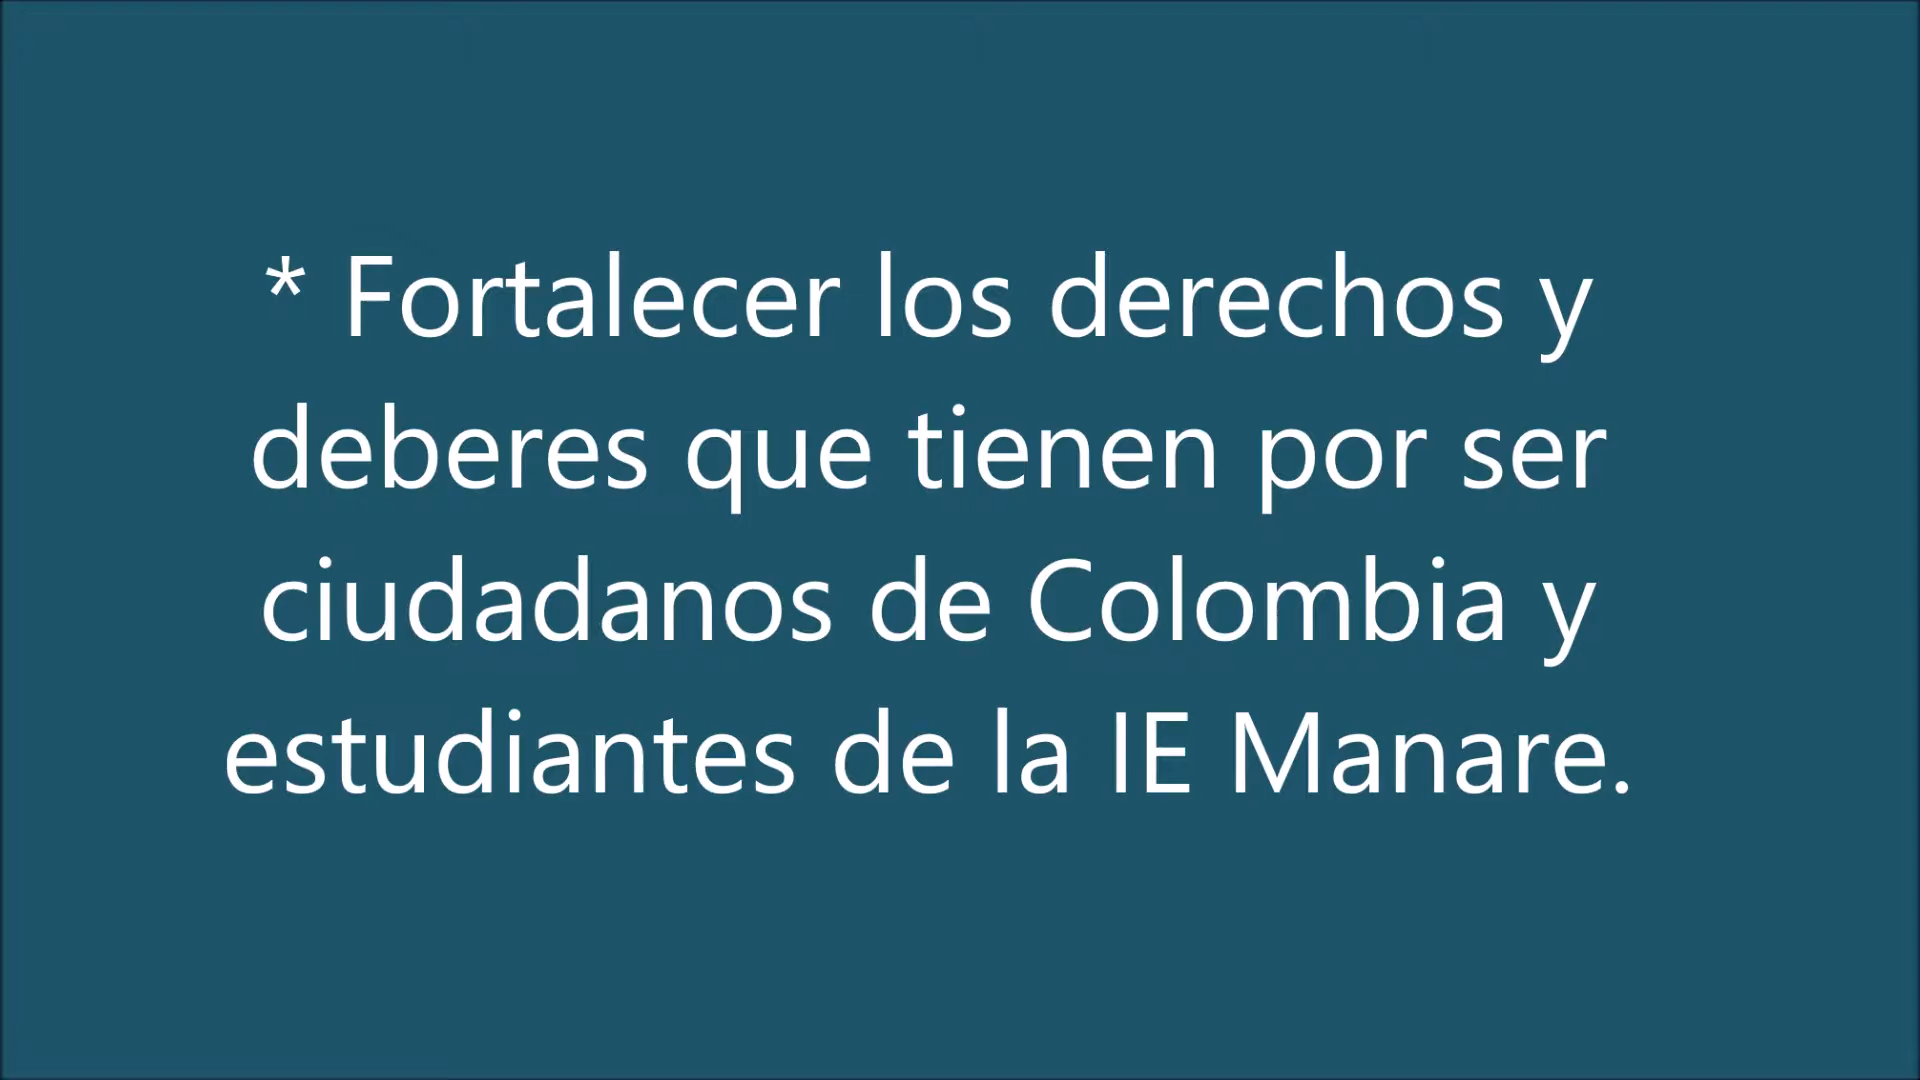 * Fortalecer los derechos y
deberes que tienen por ser
ciudadanos de Colombia y
estudiantes de la IE Manare.